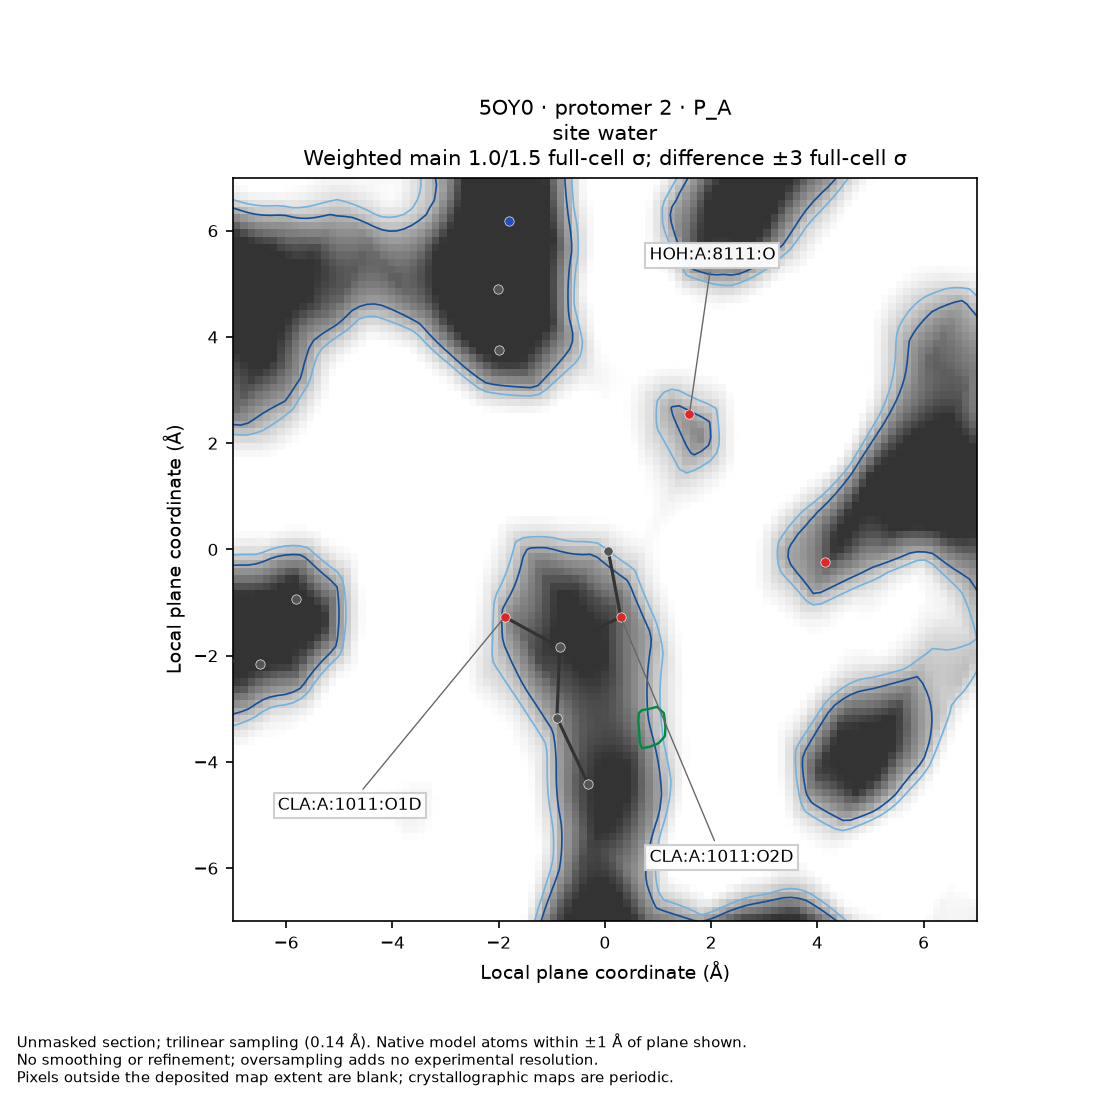 5OY0 · protomer 2 · P_A
site water
Weighted main 1.0/1.5 full-cell σ; difference ±3 full-cell σ
HOH:A:8111:O
CLA:A:1011:O1D
CLA:A:1011:O2D
Local plane coordinate (Å)
6
4
2
0
−2
−4
−6
−6
−4
−2
0
2
4
6
Local plane coordinate (Å)
Unmasked section; trilinear sampling (0.14 Å). Native model atoms within ±1 Å of plane shown.
No smoothing or refinement; oversampling adds no experimental resolution.
Pixels outside the deposited map extent are blank; crystallographic maps are periodic.